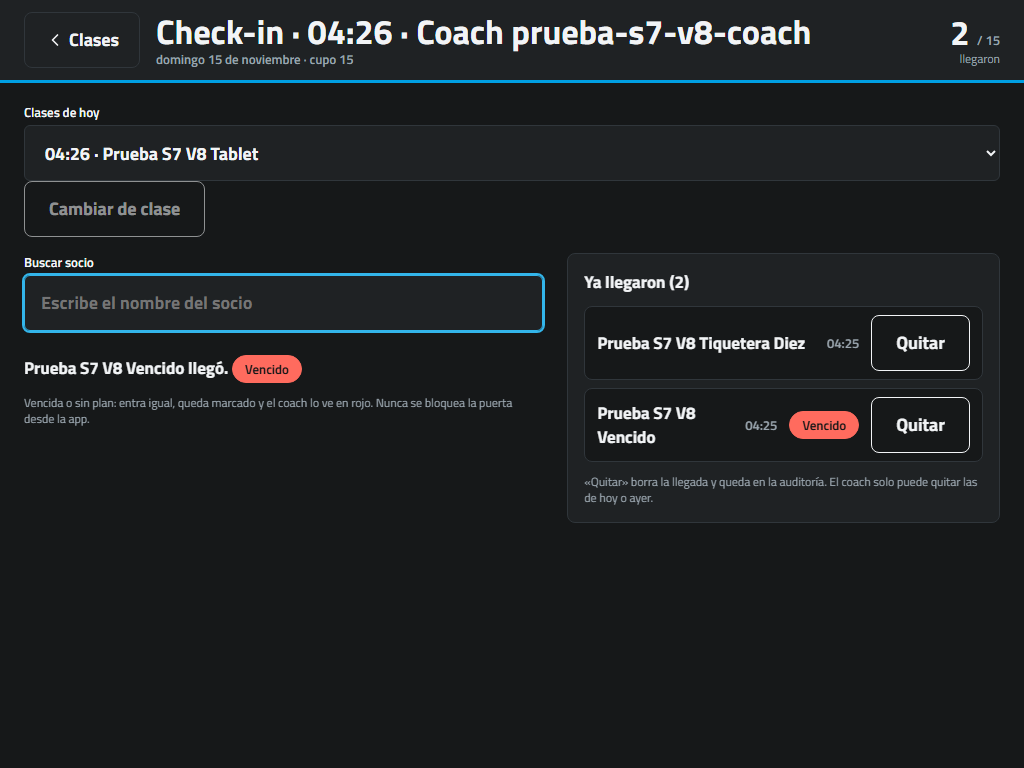 Clases
Check-in · 04:26 · Coach prueba-s7-v8-coach
domingo 15 de noviembre · cupo 15
2 / 15
llegaron
Clases de hoy
04:26 · Prueba S7 V8 Tablet
Cambiar de clase
Buscar socio
Escribe el nombre del socio
Prueba S7 V8 Vencido llegó. Vencido
Vencida o sin plan: entra igual, queda marcado y el coach lo ve en rojo. Nunca se bloquea la puerta
desde la app.
Ya llegaron (2)
Prueba S7 V8 Tiquetera Diez 04:25 Quitar
Prueba S7 V8
Vencido 04:25 Vencido Quitar
«Quitar» borra la llegada y queda en la auditoría. El coach solo puede quitar las
de hoy o ayer.